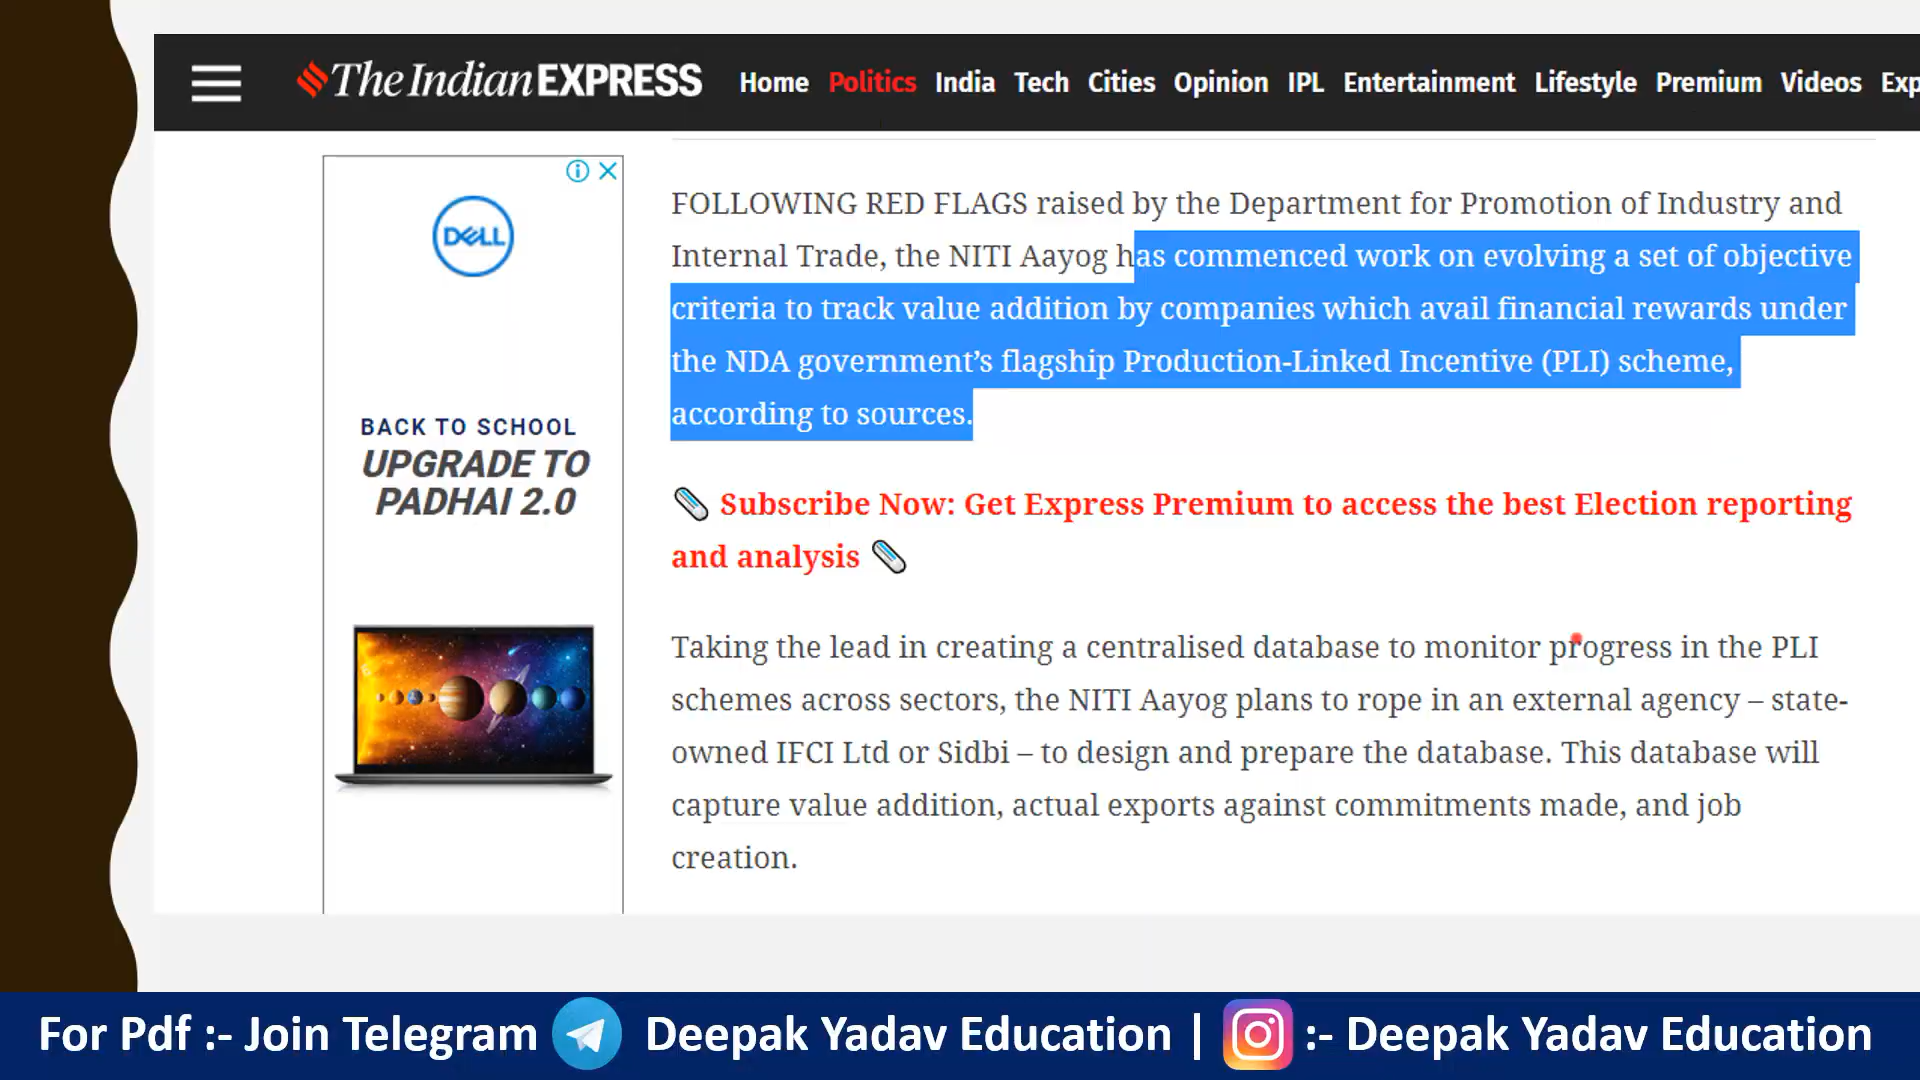 The Indian EXPRESS Home Politics India Tech Cities Opinion IPL Entertainment Lifestyle Premium Videos Exp
FOLLOWING RED FLAGS raised by the Department for Promotion of Industry and
Internal Trade, the NITI Aayog has commenced work on evolving a set of objective
criteria to track value addition by companies which avail financial rewards under
the NDA government’s flagship Production-Linked Incentive (PLI) scheme,
according to sources.
DELL
BACK TO SCHOOL
UPGRADE TO
PADHAI 2.0
Subscribe Now: Get Express Premium to access the best Election reporting
and analysis
Taking the lead in creating a centralised database to monitor progress in the PLI
schemes across sectors, the NITI Aayog plans to rope in an external agency – state-
owned IFCI Ltd or Sidbi – to design and prepare the database. This database will
capture value addition, actual exports against commitments made, and job
creation.
For Pdf :- Join Telegram Deepak Yadav Education | :- Deepak Yadav Education